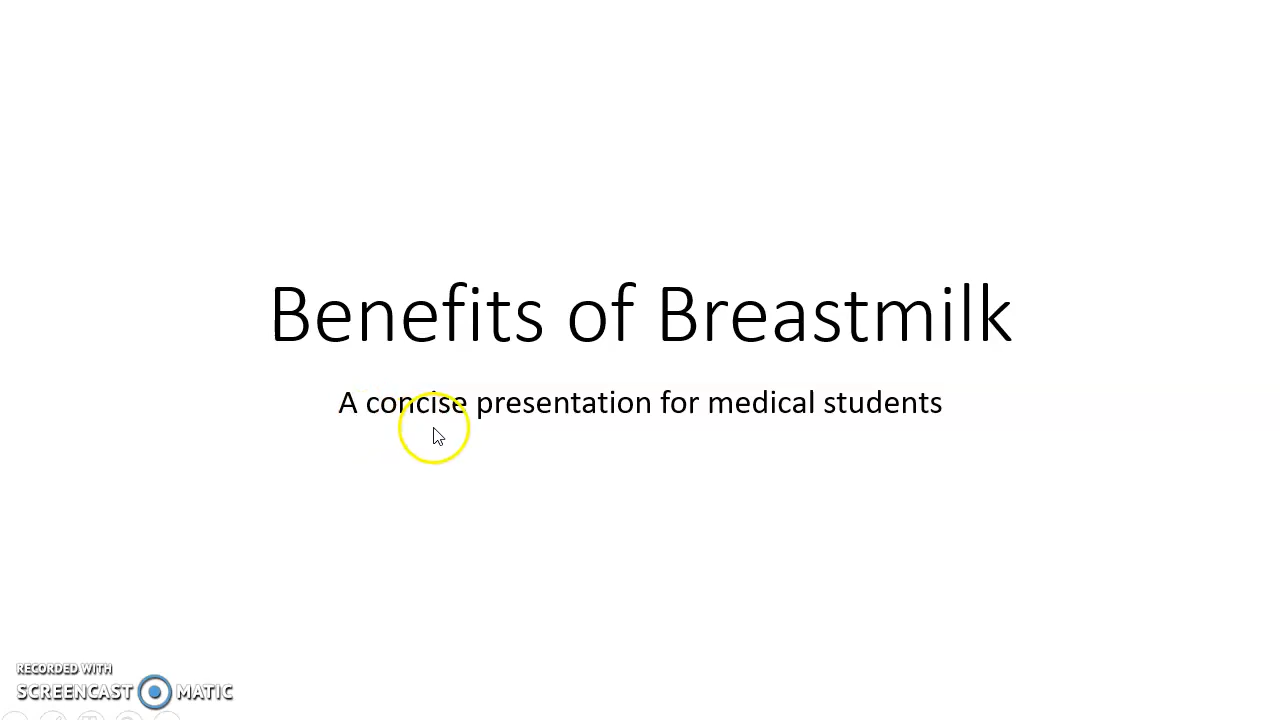 Benefits of Breastmilk
A concise presentation for medical students
RECORDED WITH
SCREENCAST MATIC